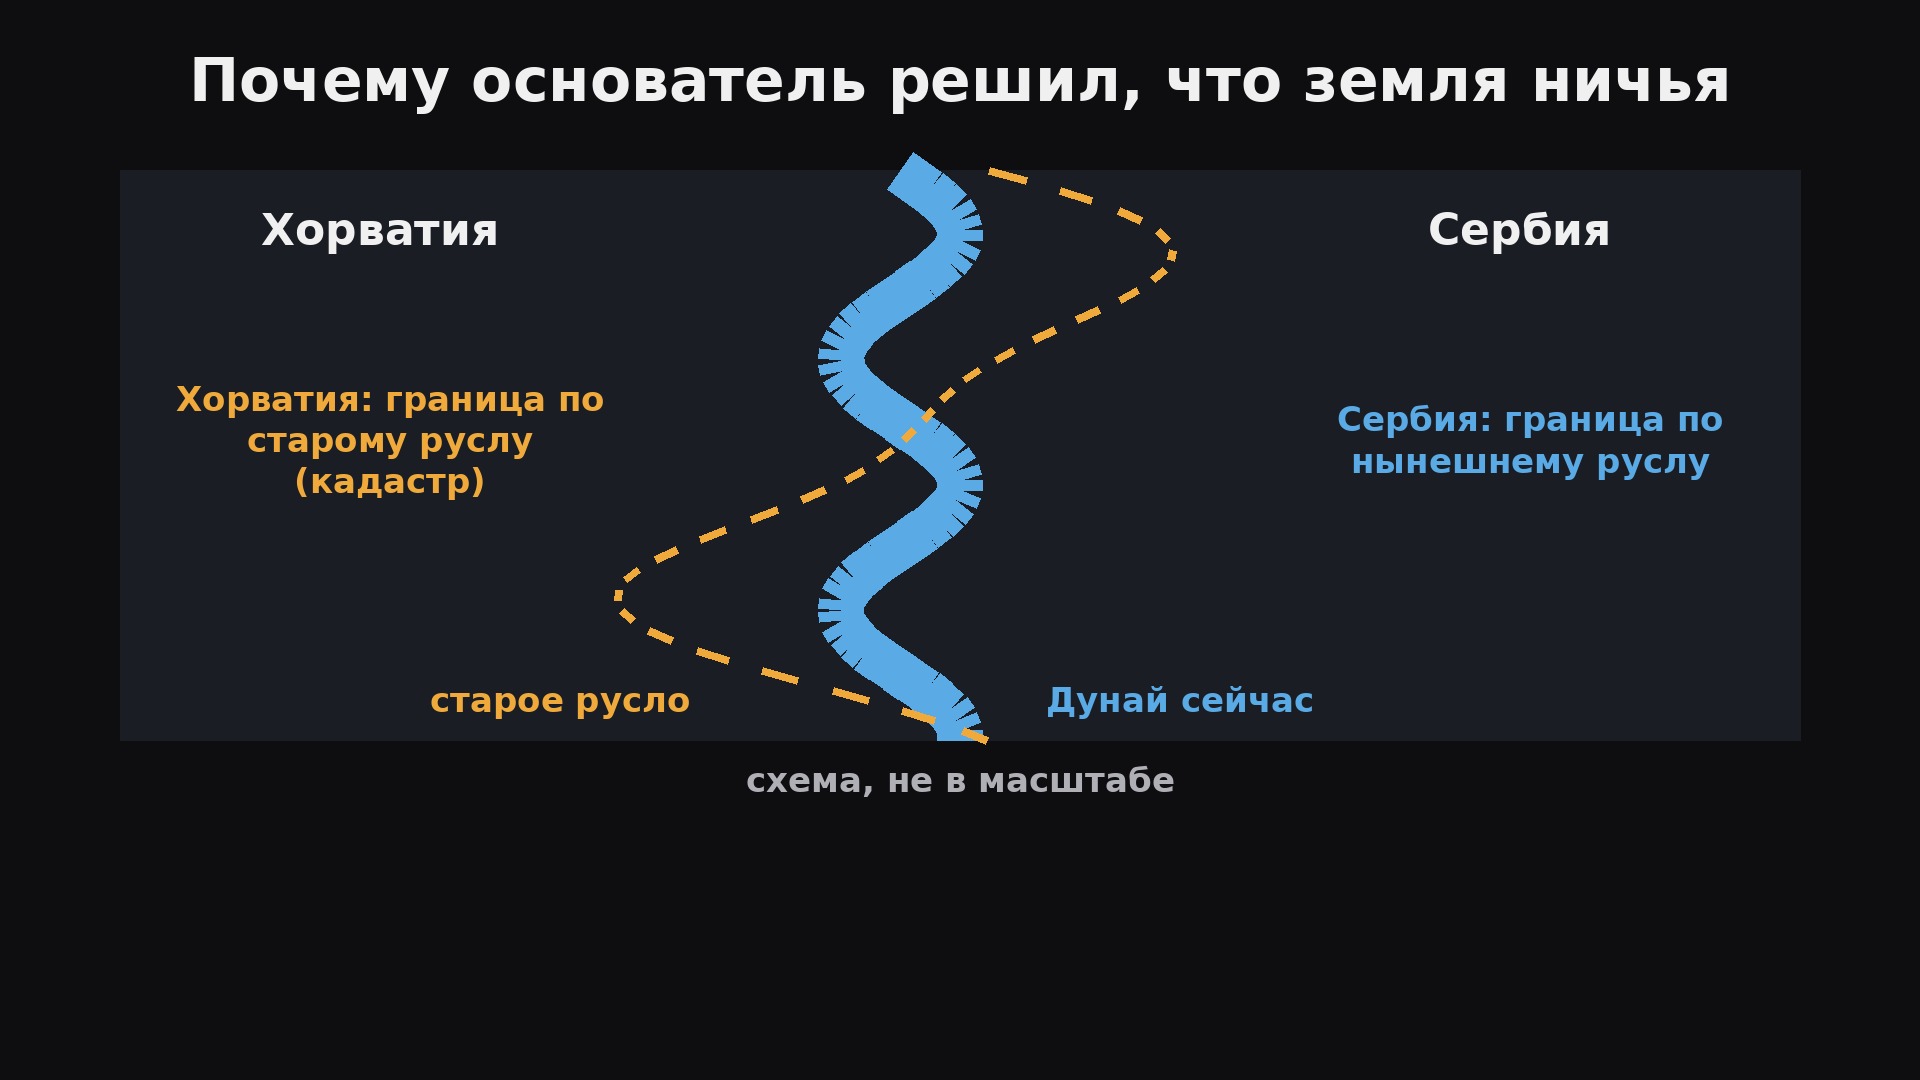 Почему основатель решил, что земля ничья
Хорватия
Сербия
Хорватия: граница по
старому руслу
(кадастр)
Сербия: граница по
нынешнему руслу
старое русло
Дунай сейчас
схема, не в масштабе